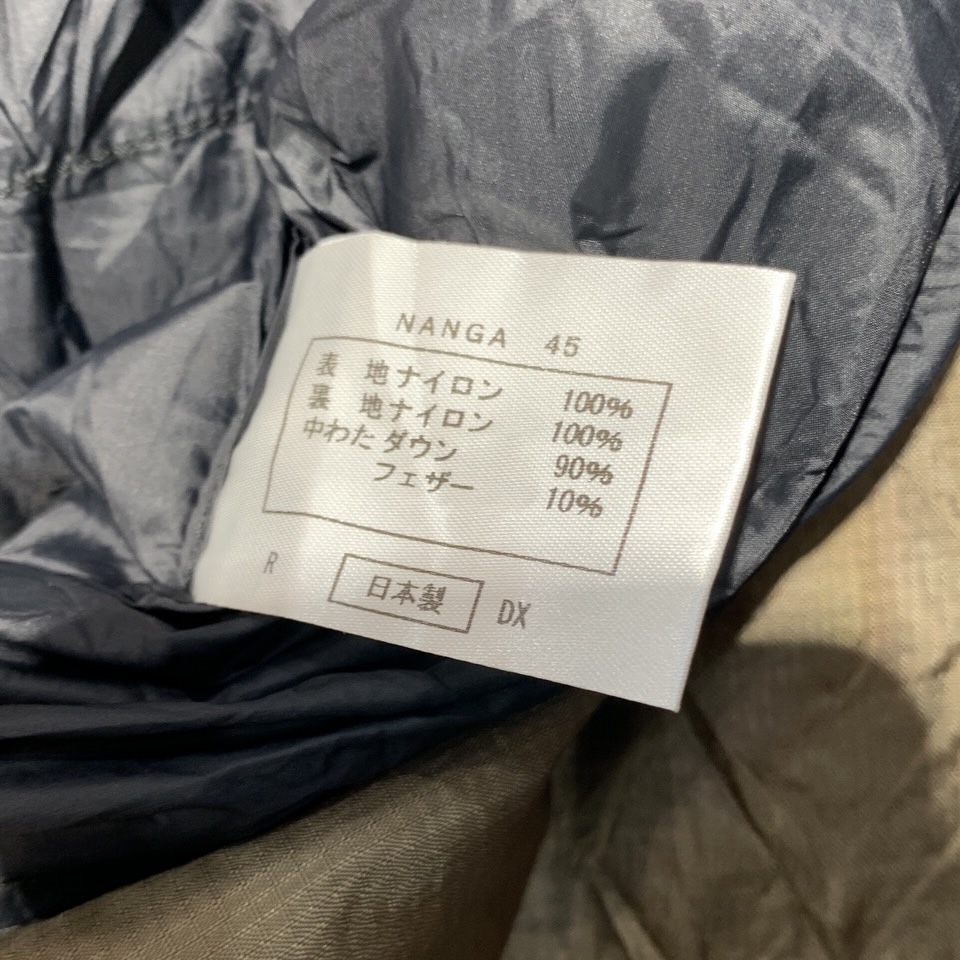 NANGA 45
表 地 ナイロン 100%
裏 地 ナイロン 100%
中わた ダウン 90%
フェザー 10%
R 日本製 DX